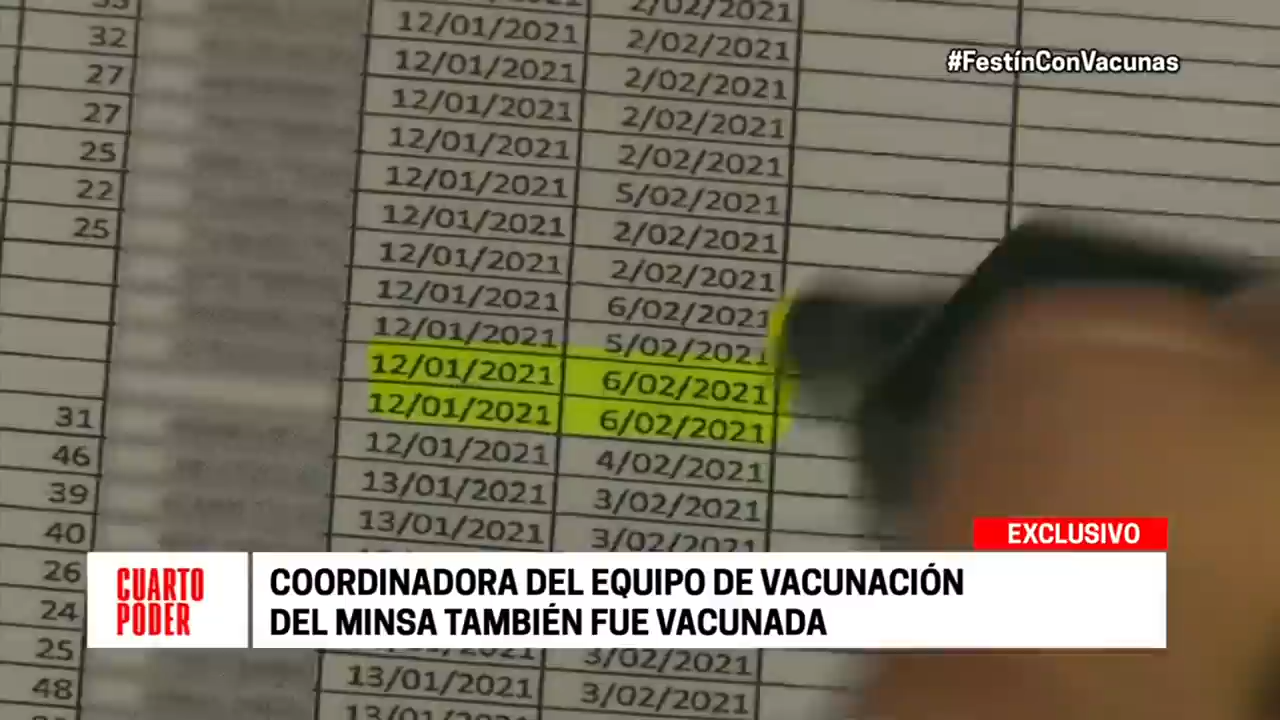 2/02/2021
12/01/2021 2/02/2021
#FestínConVacunas
32 12/01/2021 2/02/2021
27 12/01/2021 2/02/2021
27 12/01/2021 2/02/2021
25 12/01/2021 5/02/2021
22 12/01/2021 2/02/2021
25 12/01/2021 2/02/2021
12/01/2021 6/02/2021
12/01/2021 5/02/2021
12/01/2021 6/02/2021
12/01/2021 6/02/2021
31 12/01/2021 4/02/2021
46 13/01/2021 3/02/2021
39 13/01/2021 3/02/2021
40
26
24 3/02/2021
25 13/01/2021 3/02/2021
48 13/01/2021
EXCLUSIVO
CUARTO
PODER
COORDINADORA DEL EQUIPO DE VACUNACIÓN
DEL MINSA TAMBIÉN FUE VACUNADA